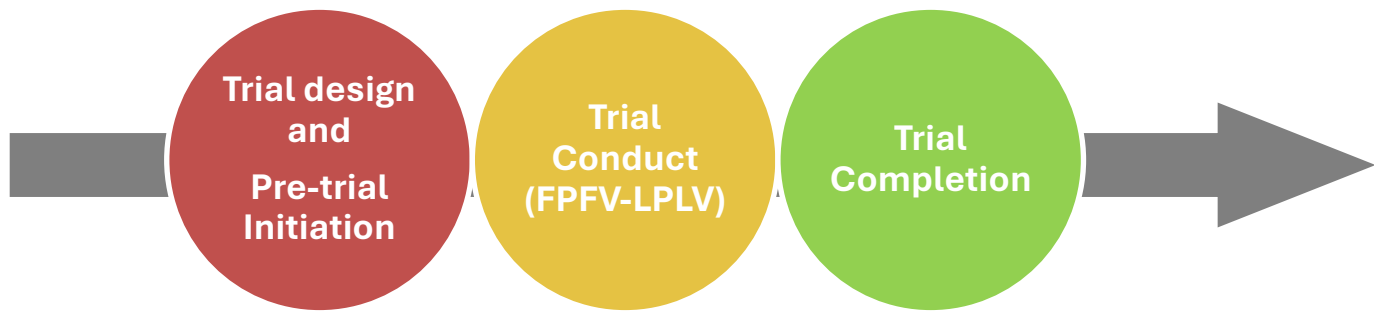 Trial design
and
Pre-trial
Initiation
Trial
Conduct
(FPFV-LPLV)
Trial
Completion